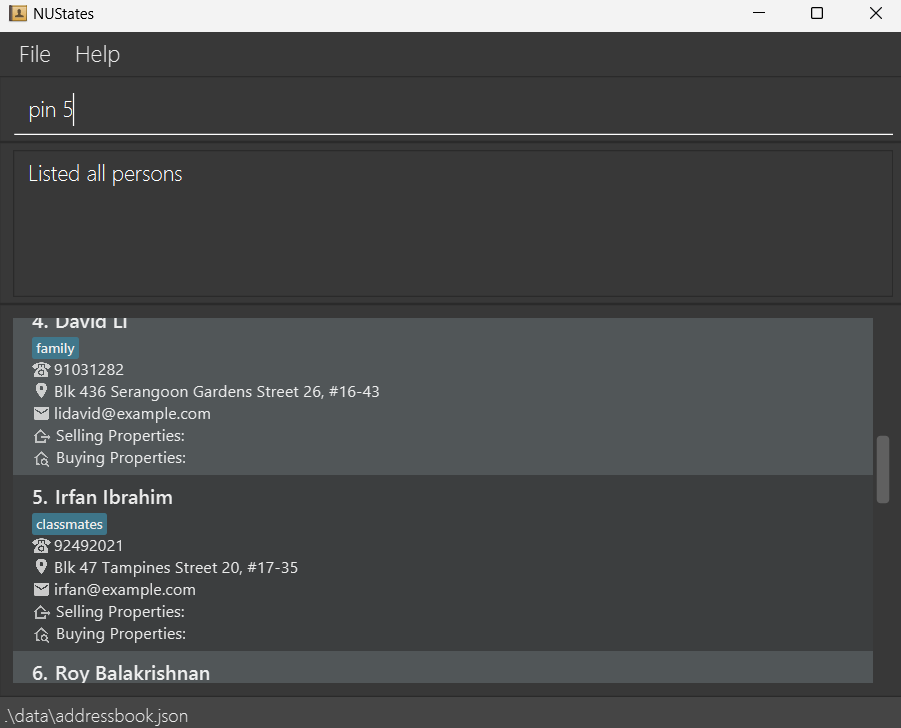 NUStates
File Help
pin 5
Listed all persons
4. David Li
family
91031282
Blk 436 Serangoon Gardens Street 26, #16-43
lidavid@example.com
Selling Properties:
Buying Properties:
5. Irfan Ibrahim
classmates
92492021
Blk 47 Tampines Street 20, #17-35
irfan@example.com
Selling Properties:
Buying Properties:
6. Roy Balakrishnan
.\data\addressbook.json